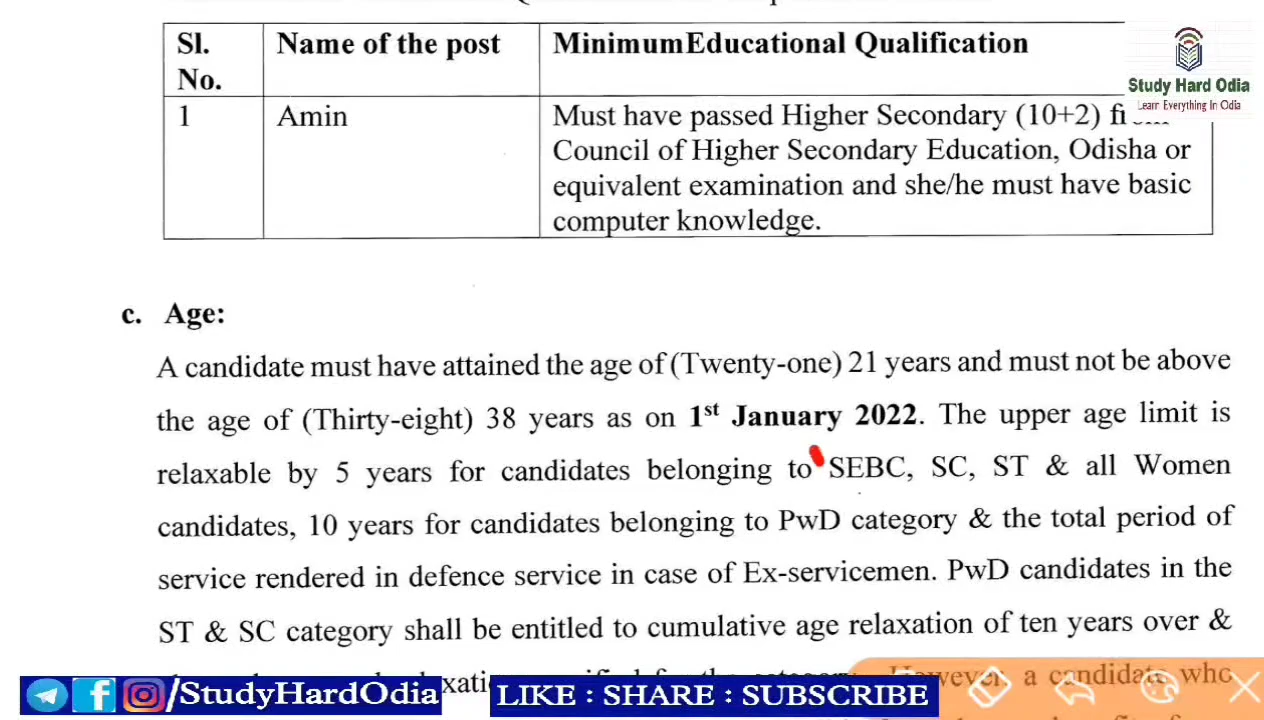 Sl.
No.
Name of the post
MinimumEducational Qualification
1
Amin
Must have passed Higher Secondary (10+2)
Council of Higher Secondary Education, Odisha or
equivalent examination and she/he must have basic
computer knowledge.
Study Hard Odia
Learn Everything In Odia
c. Age:
A candidate must have attained the age of (Twenty-one) 21 years and must not be above
the age of (Thirty-eight) 38 years as on 1st January 2022. The upper age limit is
relaxable by 5 years for candidates belonging to SEBC, SC, ST & all Women
candidates, 10 years for candidates belonging to PwD category & the total period of
service rendered in defence service in case of Ex-servicemen. PwD candidates in the
ST & SC category shall be entitled to cumulative age relaxation of ten years over &
a candidate who
/StudyHardOdia
LIKE : SHARE : SUBSCRIBE